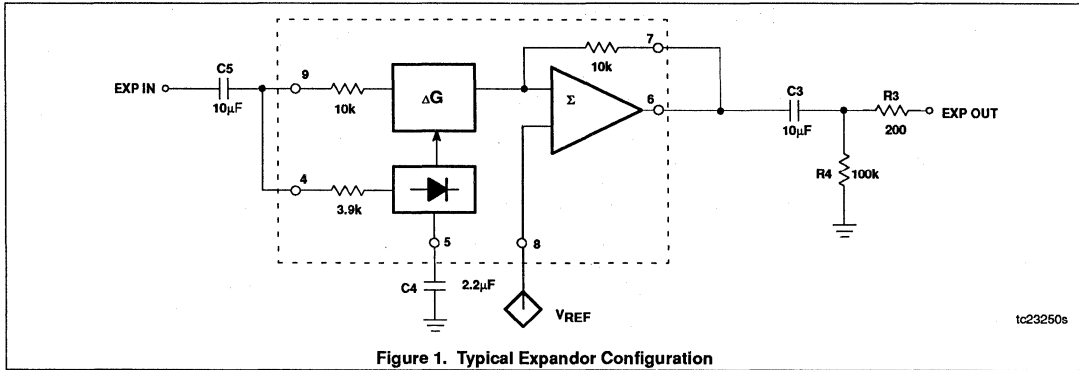 7
C5
9
10k
C3
EXP IN
ΔG
Σ
6
R3
EXP OUT
10μF
10k
10μF
200
4
R4
100k
3.9k
5
8
C4
2.2μF
VREF
tc23250s
Figure 1. Typical Expandor Configuration